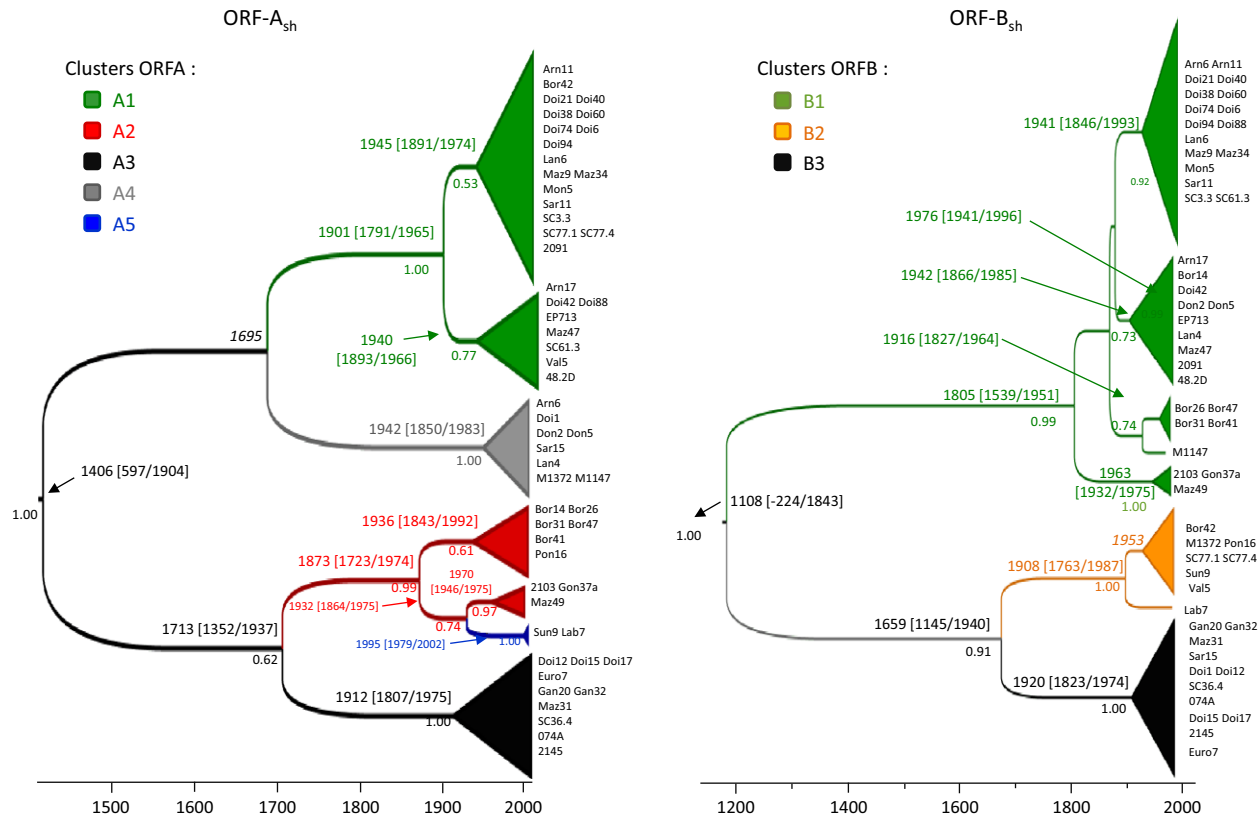 ORF-Ash
Clusters ORFA :
A1
A2
A3
A4
A5
1945 [1891/1974]
0.53
1901 [1791/1965]
1.00
1695
1940
[1893/1966]
0.77
1942 [1850/1983]
1.00
1406 [597/1904]
1.00
1936 [1843/1992]
0.61
1873 [1723/1974]
0.99
1970
[1946/1975]
0.97
1932 [1864/1975]
0.74
1995 [1979/2002]
1.00
1713 [1352/1937]
0.62
1912 [1807/1975]
1.00
Arn11
Bor42
Doi21 Doi40
Doi38 Doi60
Doi74 Doi6
Doi94
Lan6
Maz9 Maz34
Mon5
Sar11
SC3.3
SC77.1 SC77.4
2091
Arn17
Doi42 Doi88
EP713
Maz47
SC61.3
Val5
48.2D
Arn6
Doi1
Don2 Don5
Sar15
Lan4
M1372 M1147
Bor14 Bor26
Bor31 Bor47
Bor41
Pon16
2103 Gon37a
Maz49
Sun9 Lab7
Doi12 Doi15 Doi17
Euro7
Gan20 Gan32
Maz31
SC36.4
074A
2145
1500 1600 1700 1800 1900 2000
ORF-Bsh
Clusters ORFB :
B1
B2
B3
1941 [1846/1993]
0.92
1976 [1941/1996]
1942 [1866/1985]
0.73
1916 [1827/1964]
1805 [1539/1951]
0.99
0.74
1963
[1932/1975]
1.00
1108 [-224/1843]
1.00
1953
1908 [1763/1987]
1.00
1659 [1145/1940]
0.91
1920 [1823/1974]
1.00
Arn6 Arn11
Doi21 Doi40
Doi38 Doi60
Doi74 Doi6
Doi94 Doi88
Lan6
Maz9 Maz34
Mon5
Sar11
SC3.3 SC61.3
Arn17
Bor14
Doi42
Don2 Don5
EP713
Lan4
Maz47
2091
48.2D
Bor26 Bor47
Bor31 Bor41
M1147
2103 Gon37a
Maz49
Bor42
M1372 Pon16
SC77.1 SC77.4
Sun9
Val5
Lab7
Gan20 Gan32
Maz31
Sar15
Doi1 Doi12
SC36.4
074A
Doi15 Doi17
2145
Euro7
1200 1400 1600 1800 2000